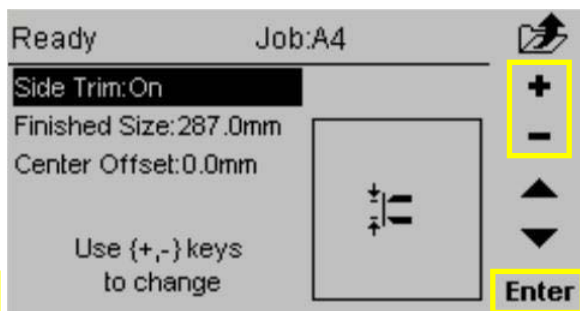 Ready Job:A4
Side Trim:On
+
Finished Size:287.0mm
-
Center Offset:0.0mm
Use {+,-} keys
to change
Enter